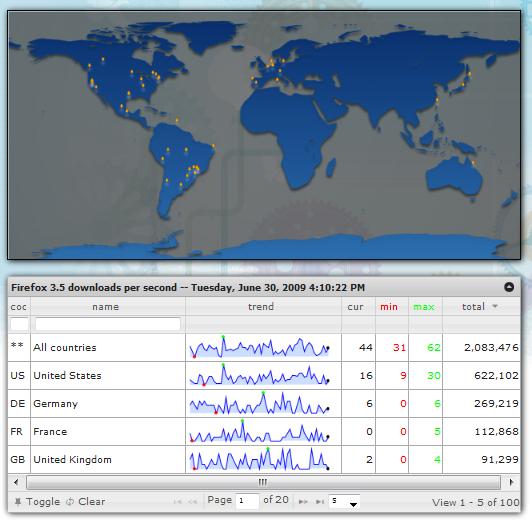 Firefox 3.5 downloads per second -- Tuesday, June 30, 2009 4:10:22 PM
coc name trend cur min max total
** All countries 44 31 62 2,083,476
US United States 16 9 30 622,102
DE Germany 6 0 6 269,219
FR France 0 0 5 112,868
GB United Kingdom 2 0 4 91,299
Toggle Clear Page 1 of 20 5 View 1 - 5 of 100